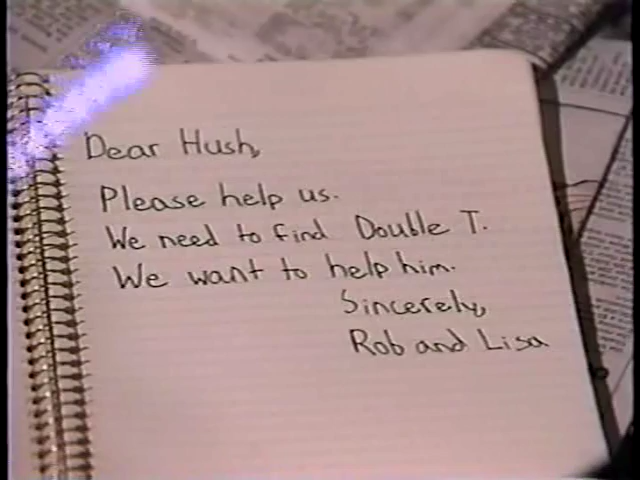 Dear Hush,
Please help us.
We need to find Double T.
We want to help him.
Sincerely,
Rob and Lisa